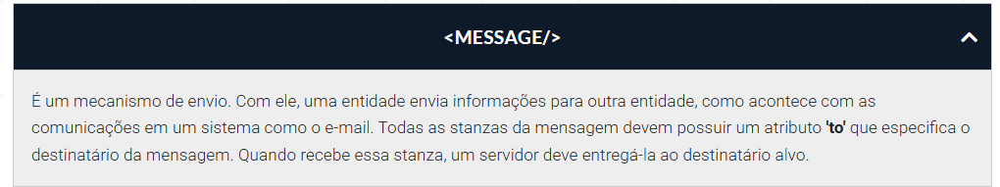 <MESSAGE/>
É um mecanismo de envio. Com ele, uma entidade envia informações para outra entidade, como acontece com as
comunicações em um sistema como o e-mail. Todas as stanzas da mensagem devem possuir um atributo 'to' que especifica o
destinatário da mensagem. Quando recebe essa stanza, um servidor deve entregá-la ao destinatário alvo.